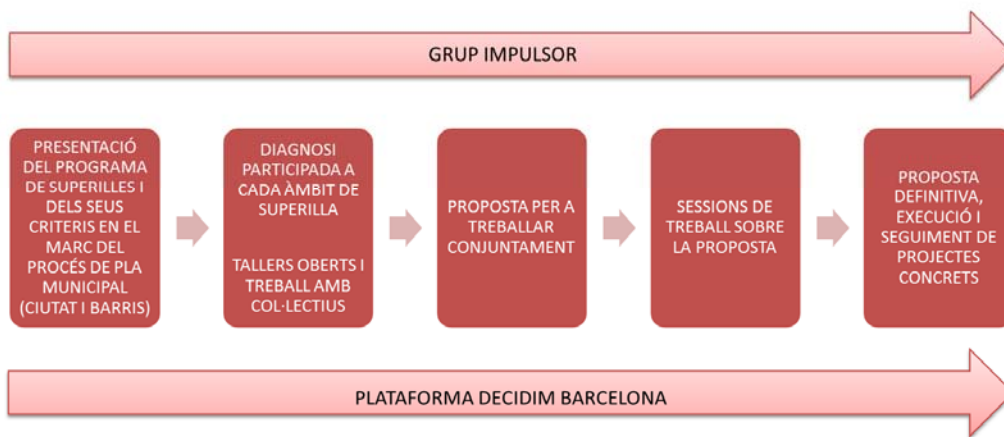 GRUP IMPULSOR
PRESENTACIÓ
DEL PROGRAMA
DE SUPERILLES I
DELS SEUS
CRITERIS EN EL
MARC DEL
PROCÉS DE PLA
MUNICIPAL
(CIUTAT I BARRIS)
DIAGNOSI
PARTICIPADA A
CADA ÀMBIT DE
SUPERILLA
TALLERS OBERTS I
TREBALL AMB
COL·LECTIUS
PROPOSTA PER A
TREBALLAR
CONJUNTAMENT
SESSIONS DE
TREBALL SOBRE
LA PROPOSTA
PROPOSTA
DEFINITIVA,
EXECUCIÓ I
SEGUIMENT DE
PROJECTES
CONCRETS
PLATAFORMA DECIDIM BARCELONA